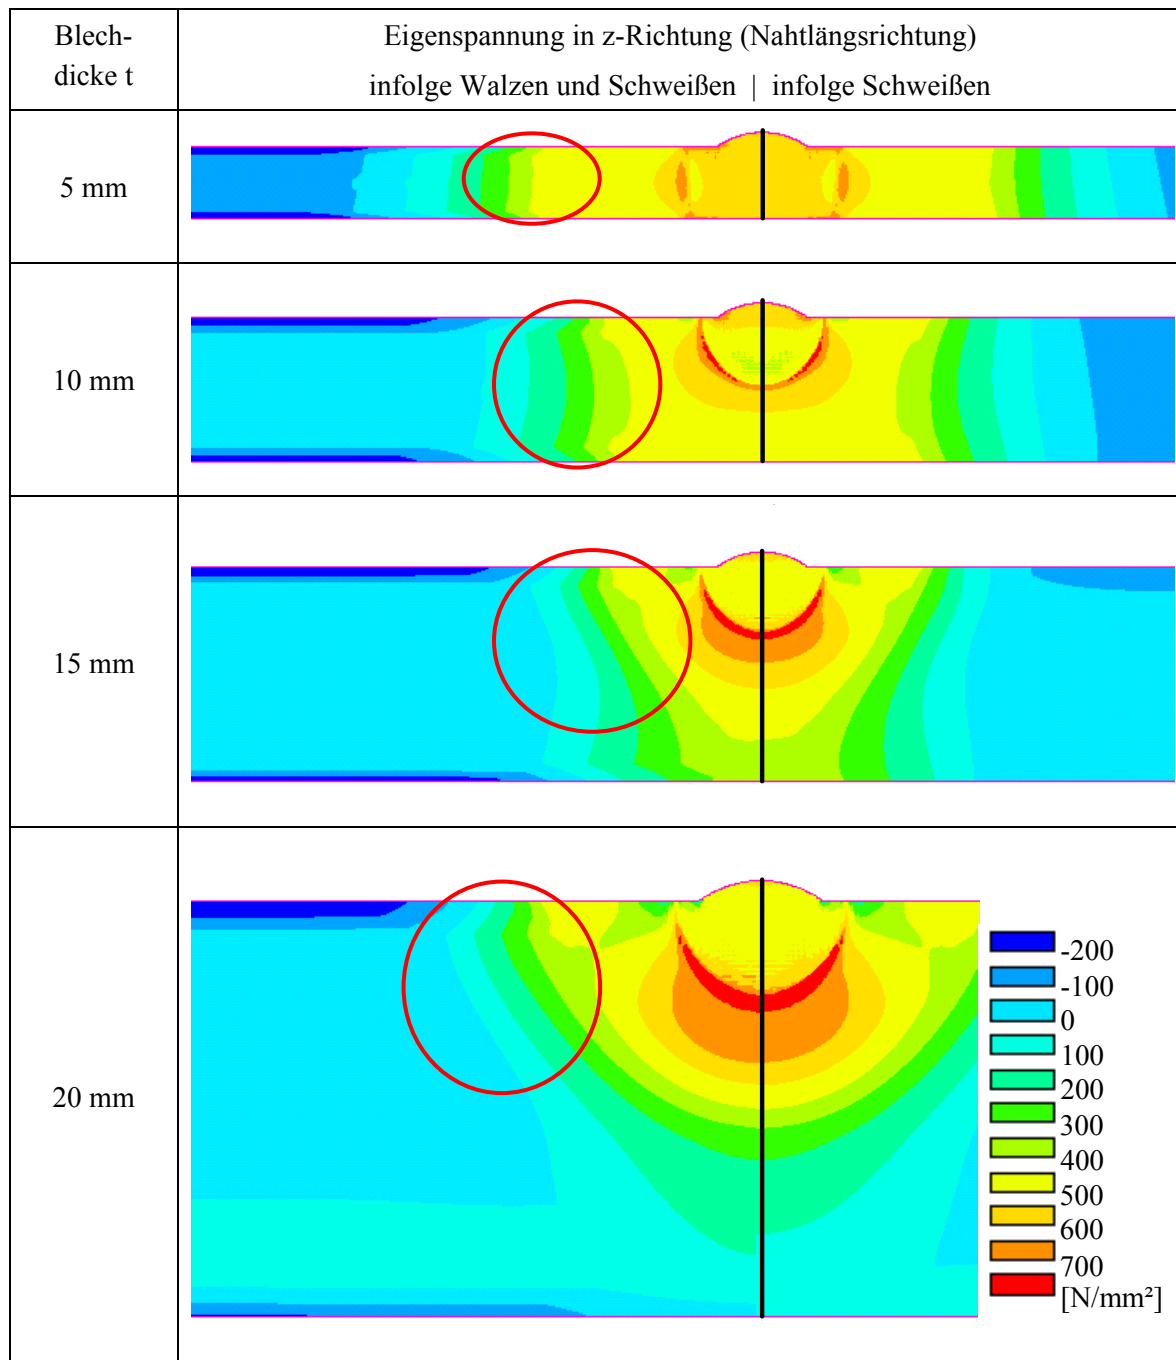 Blech-
dicke t
Eigenspannung in z-Richtung (Nahtlängsrichtung)
infolge Walzen und Schweißen | infolge Schweißen
5 mm
10 mm
15 mm
20 mm
-200
-100
0
100
200
300
400
500
600
700
[N/mm²]